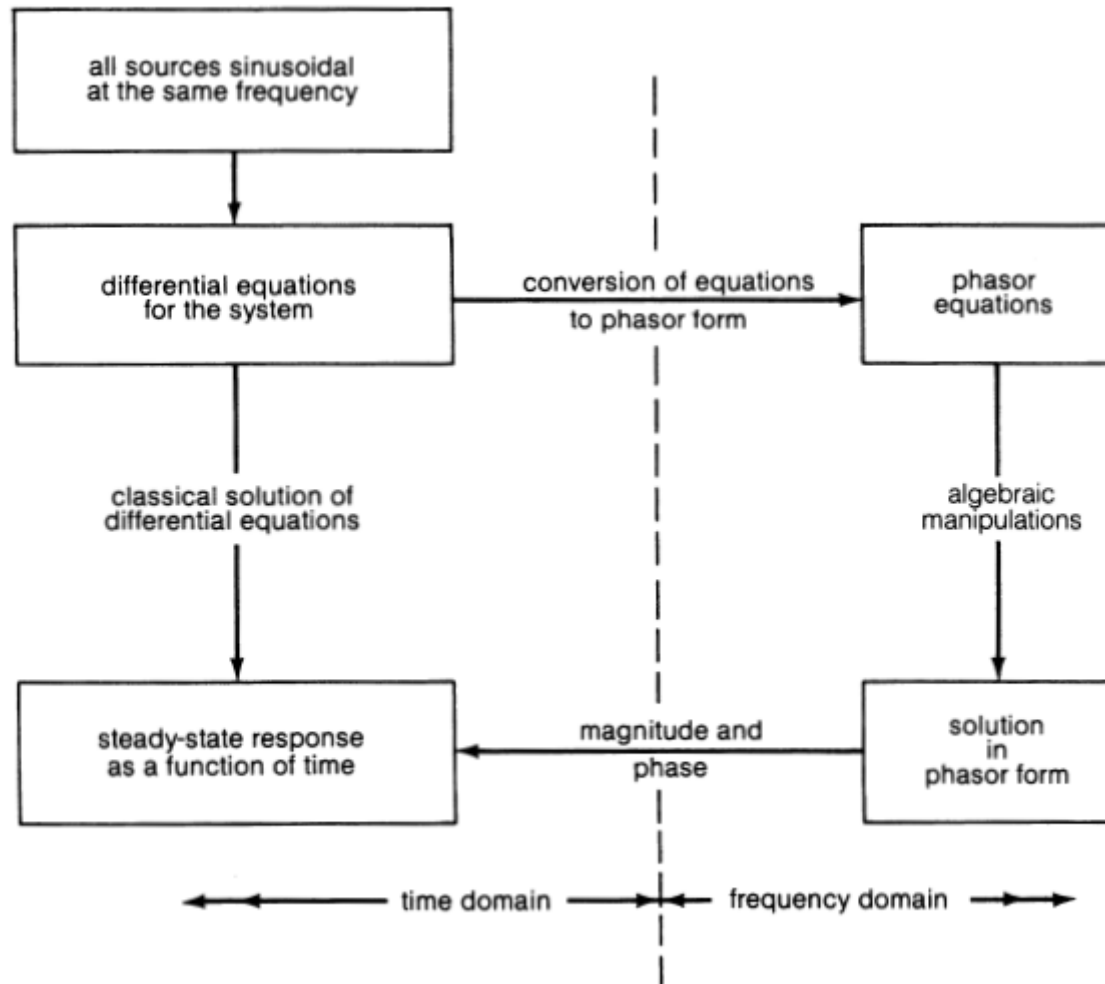 all sources sinusoidal
at the same frequency
differential equations
for the system
conversion of equations
to phasor form
phasor
equations
classical solution of
differential equations
algebraic
manipulations
steady-state response
as a function of time
magnitude and
phase
solution
in
phasor form
time domain
frequency domain